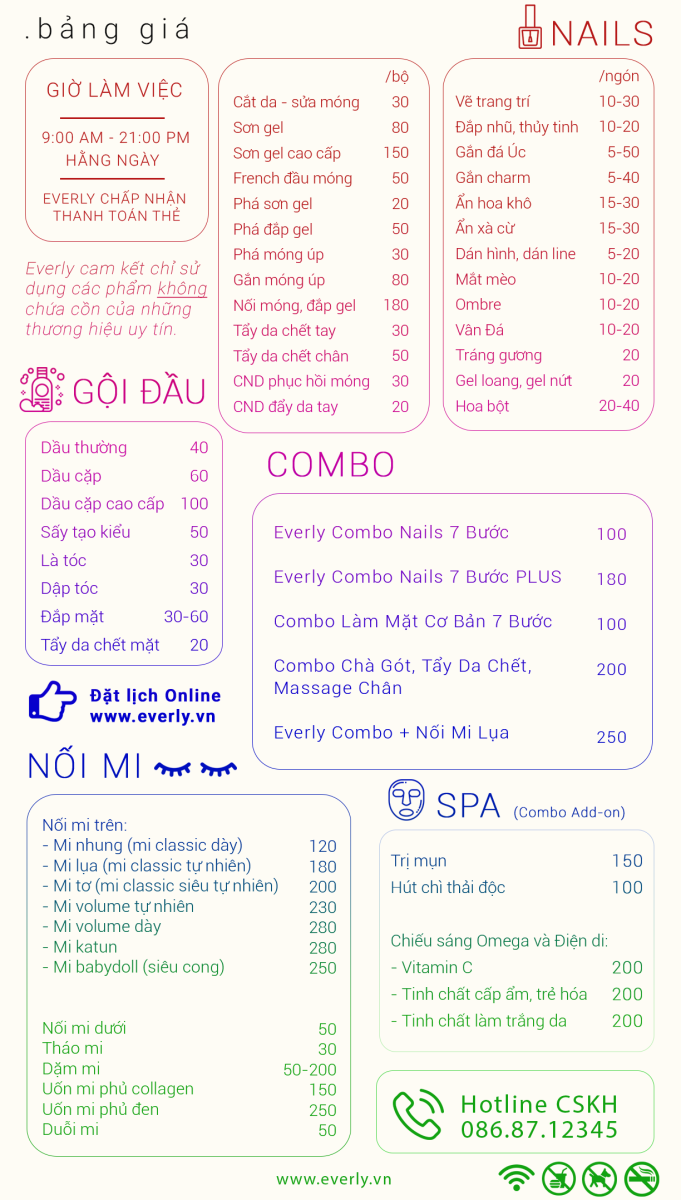 .bảng giá
NAILS
GIỜ LÀM VIỆC
9:00 AM - 21:00 PM
HẰNG NGÀY
EVERLY CHẤP NHẬN
THANH TOÁN THẺ
Everly cam kết chỉ sử
dụng các phẩm không
chứa cồn của những
thương hiệu uy tín.
/bộ
Cắt da - sửa móng 30
Sơn gel 80
Sơn gel cao cấp 150
French đầu móng 50
Phá sơn gel 20
Phá đắp gel 50
Phá móng úp 30
Gắn móng úp 80
Nối móng, đắp gel 180
Tẩy da chết tay 30
Tẩy da chết chân 50
CND phục hồi móng 30
CND đẩy da tay 20
/ngón
Vẽ trang trí 10-30
Đắp nhũ, thủy tinh 10-20
Gắn đá Úc 5-50
Gắn charm 5-40
Ẩn hoa khô 15-30
Ẩn xà cừ 15-30
Dán hình, dán line 5-20
Mắt mèo 10-20
Ombre 10-20
Vân Đá 10-20
Tráng gương 20
Gel loang, gel nứt 20
Hoa bột 20-40
GỘI ĐẦU
Dầu thường 40
Dầu cặp 60
Dầu cặp cao cấp 100
Sấy tạo kiểu 50
Là tóc 30
Dập tóc 30
Đắp mặt 30-60
Tẩy da chết mặt 20
Đặt lịch Online
www.everly.vn
COMBO
Everly Combo Nails 7 Bước 100
Everly Combo Nails 7 Bước PLUS 180
Combo Làm Mặt Cơ Bản 7 Bước 100
Combo Chà Gót, Tẩy Da Chết, 200
Massage Chân
Everly Combo + Nối Mi Lụa 250
NỐI MI
Nối mi trên:
- Mi nhung (mi classic dày) 120
- Mi lụa (mi classic tự nhiên) 180
- Mi tơ (mi classic siêu tự nhiên) 200
- Mi volume tự nhiên 230
- Mi volume dày 280
- Mi katun 280
- Mi babydoll (siêu cong) 250
Nối mi dưới 50
Tháo mi 30
Dặm mi 50-200
Uốn mi phủ collagen 150
Uốn mi phủ đen 250
Duỗi mi 50
SPA (Combo Add-on)
Trị mụn 150
Hút chì thải độc 100
Chiếu sáng Omega và Điện di:
- Vitamin C 200
- Tinh chất cấp ẩm, trẻ hóa 200
- Tinh chất làm trắng da 200
Hotline CSKH
086.87.12345
www.everly.vn